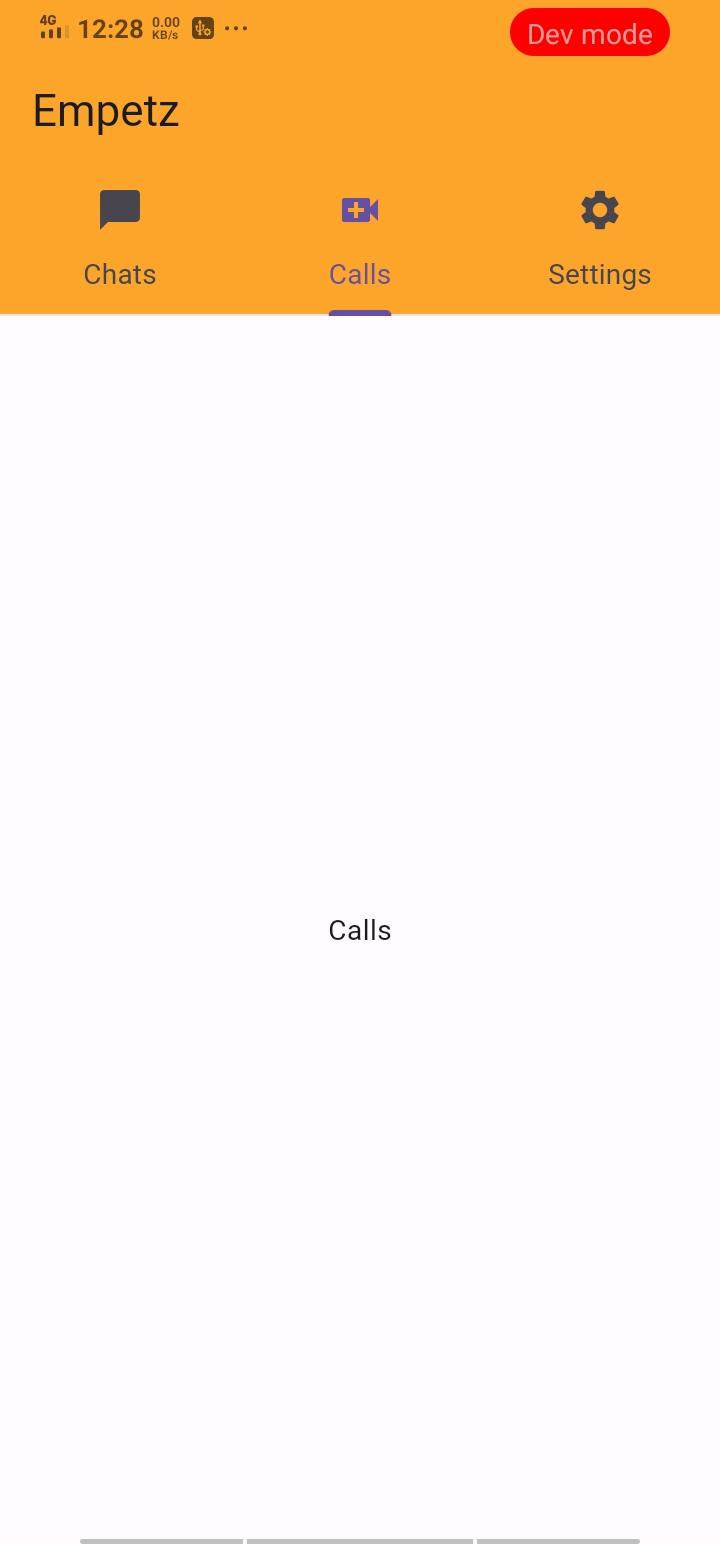 4G
12:28
0.00
KB/s
Dev mode
Empetz
Chats
Calls
Settings
Calls